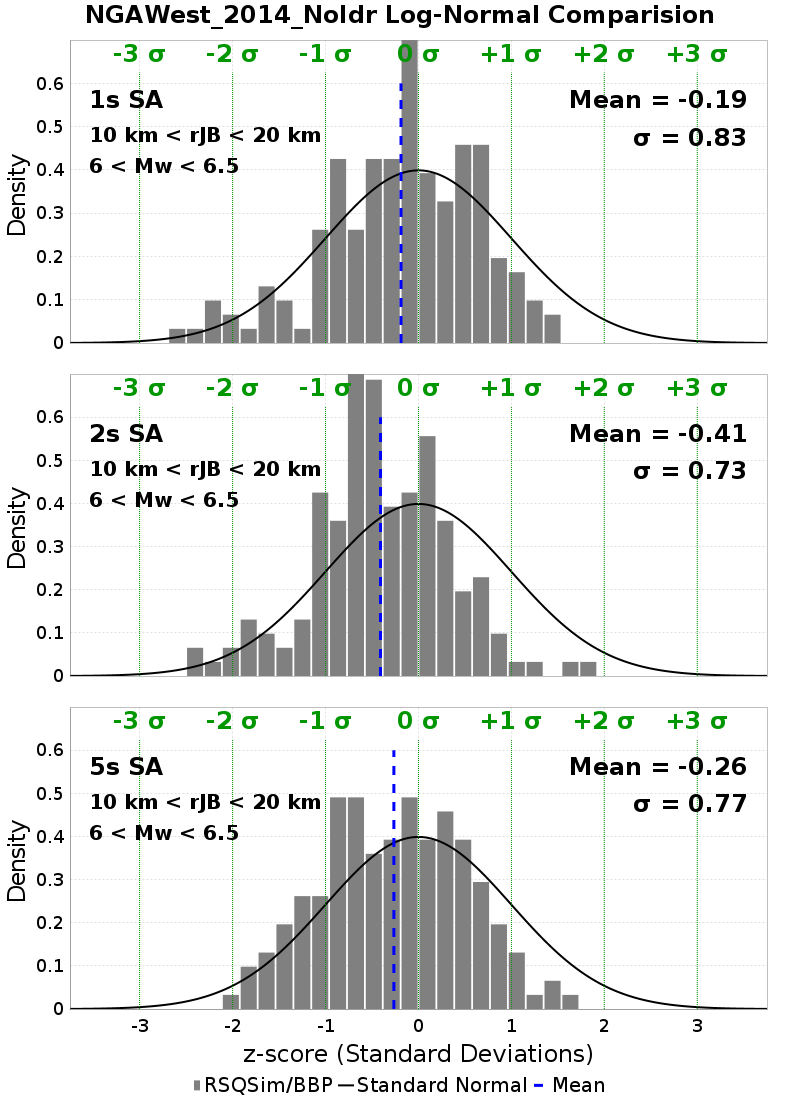 NGAWest_2014_NoIdr Log-Normal Comparision
-3 σ -2 σ -1 σ 0 σ +1 σ +2 σ +3 σ
1s SA Mean = -0.19
10 km < rJB < 20 km σ = 0.83
6 < Mw < 6.5
Density
0.6
0.5
0.4
0.3
0.2
0.1
0
-3 σ -2 σ -1 σ 0 σ +1 σ +2 σ +3 σ
2s SA Mean = -0.41
10 km < rJB < 20 km σ = 0.73
6 < Mw < 6.5
Density
0.6
0.5
0.4
0.3
0.2
0.1
0
-3 σ -2 σ -1 σ 0 σ +1 σ +2 σ +3 σ
5s SA Mean = -0.26
10 km < rJB < 20 km σ = 0.77
6 < Mw < 6.5
Density
0.6
0.5
0.4
0.3
0.2
0.1
0
-3 -2 -1 0 1 2 3
z-score (Standard Deviations)
RSQSim/BBP Standard Normal Mean